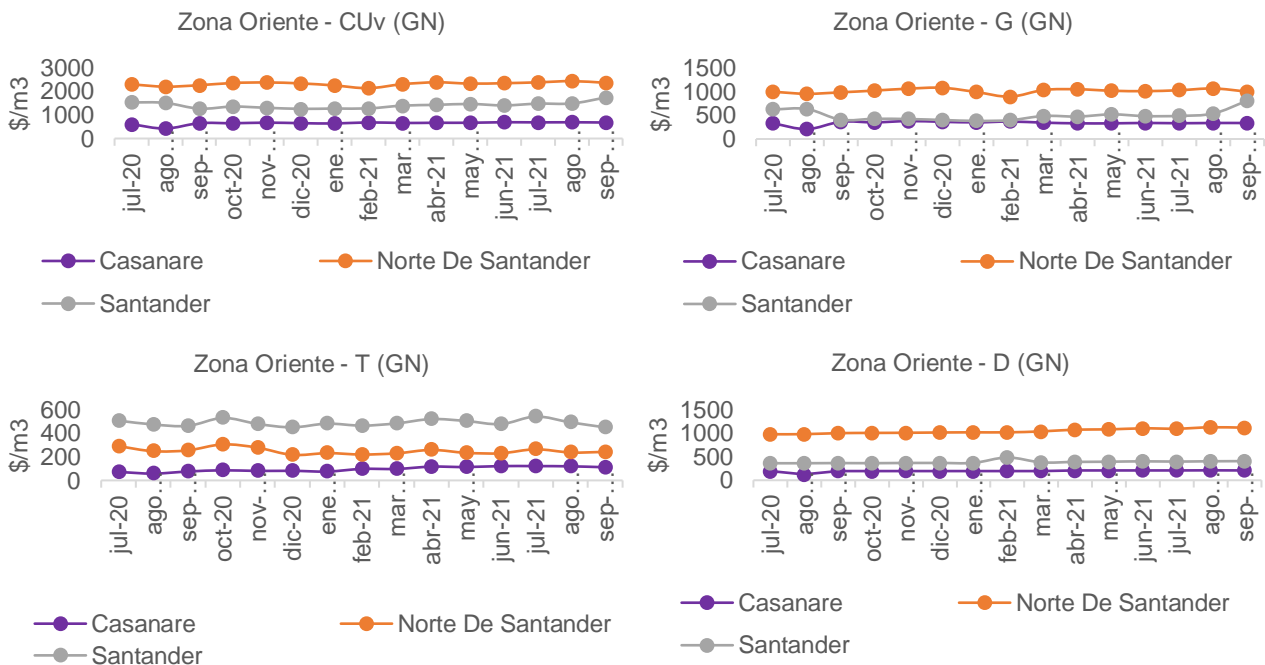 Zona Oriente - CUv (GN)
$/m3
3000
2000
1000
0
jul-20
ago…
sep-…
oct-20
nov-…
dic-20
ene…
feb-21
mar…
abr-21
may…
jun-21
jul-21
ago…
sep-…
Casanare
Norte De Santander
Santander
Zona Oriente - G (GN)
$/m3
1500
1000
500
0
jul-20
ago…
sep-…
oct-20
nov-…
dic-20
ene…
feb-21
mar…
abr-21
may…
jun-21
jul-21
ago…
sep-…
Casanare
Norte De Santander
Santander
Zona Oriente - T (GN)
$/m3
600
400
200
0
jul-20
ago…
sep-…
oct-20
nov-…
dic-20
ene…
feb-21
mar…
abr-21
may…
jun-21
jul-21
ago…
sep-…
Casanare
Norte De Santander
Santander
Zona Oriente - D (GN)
$/m3
1500
1000
500
0
jul-20
ago…
sep-…
oct-20
nov-…
dic-20
ene…
feb-21
mar…
abr-21
may…
jun-21
jul-21
ago…
sep-…
Casanare
Norte De Santander
Santander